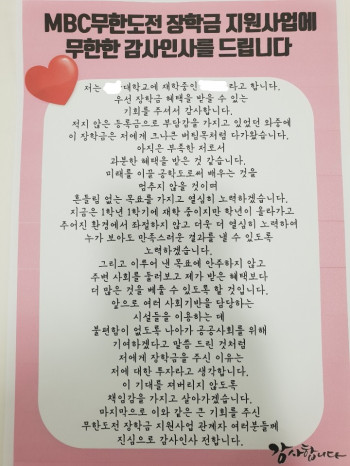 MBC무한도전 장학금 지원사업에
무한한 감사인사를 드립니다
저는 대학교에 재학중인 라고 합니다.
우선 장학금 혜택을 받을 수 있는
기회를 주셔서 감사합니다.
적지 않은 등록금으로 부담감을 가지고 있었던 와중에
이 장학금은 저에게 크나큰 버팀목처럼 다가왔습니다.
아직은 부족한 저로서
과분한 혜택을 받은 것 같습니다.
미래를 이끌 공학도로써 배우는 것을
멈추지 않을 것이며
흔들림 없는 목표를 가지고 열심히 노력하겠습니다.
지금은 1학년 1학기에 재학 중이지만 학년이 올라가고
주어진 환경에서 좌절하지 않고 더욱 더 열심히 노력하여
누가 보아도 만족스러운 결과를 낼 수 있도록
노력하겠습니다.
그리고 이루어 낸 목표에 안주하지 않고
주변 사회를 둘러보고 제가 받은 혜택보다
더 많은 것을 베풀 수 있도록 할 것입니다.
앞으로 여러 사회기반을 담당하는
시설들을 이용하는 데
불편함이 없도록 나아가 공공사회를 위해
기여하겠다고 말씀 드린 것처럼
저에게 장학금을 주신 이유는
저에 대한 투자라고 생각합니다.
이 기대를 져버리지 않도록
책임감을 가지고 살아가겠습니다.
마지막으로 이와 같은 큰 기회를 주신
무한도전 장학금 지원사업 관계자 여러분들께
진심으로 감사인사 전합니다.
감사합니다